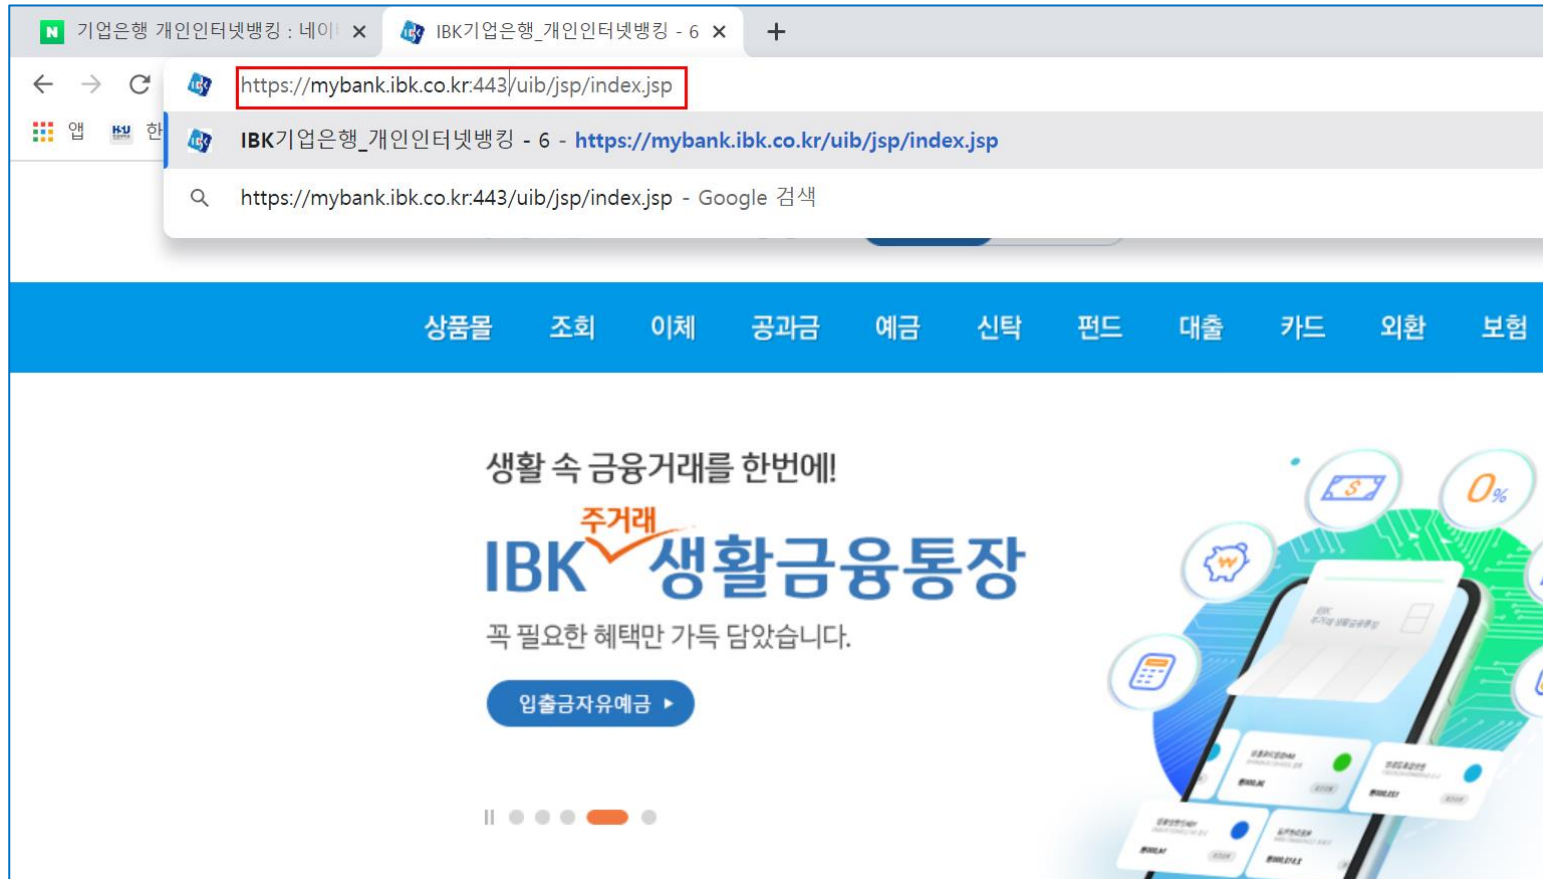 N 기업은행 개인인터넷뱅킹 : 네이
IBK기업은행_개인인터넷뱅킹 - 6
https://mybank.ibk.co.kr:443/uib/jsp/index.jsp
앱 HU 한
IBK기업은행_개인인터넷뱅킹 - 6 - https://mybank.ibk.co.kr/uib/jsp/index.jsp
https://mybank.ibk.co.kr:443/uib/jsp/index.jsp - Google 검색
상품몰 조회 이체 공과금 예금 신탁 펀드 대출 카드 외환 보험
생활 속 금융거래를 한번에!
주거래
IBK 생활금융통장
꼭 필요한 혜택만 가득 담았습니다.
입출금자유예금
$
0%
₩
IBK